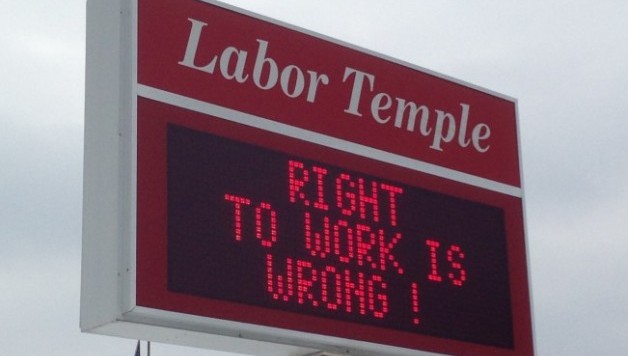 Labor Temple
RIGHT
TO WORK IS
WRONG!